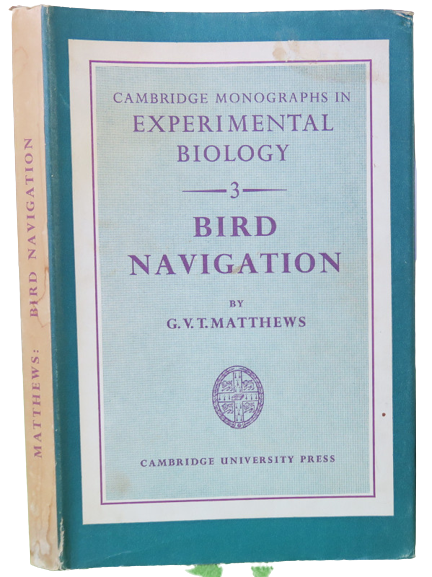 CAMBRIDGE MONOGRAPHS IN
EXPERIMENTAL
BIOLOGY
3
BIRD
NAVIGATION
BY
G.V.T. MATTHEWS
CAMBRIDGE UNIVERSITY PRESS
MATTHEWS: BIRD NAVIGATION